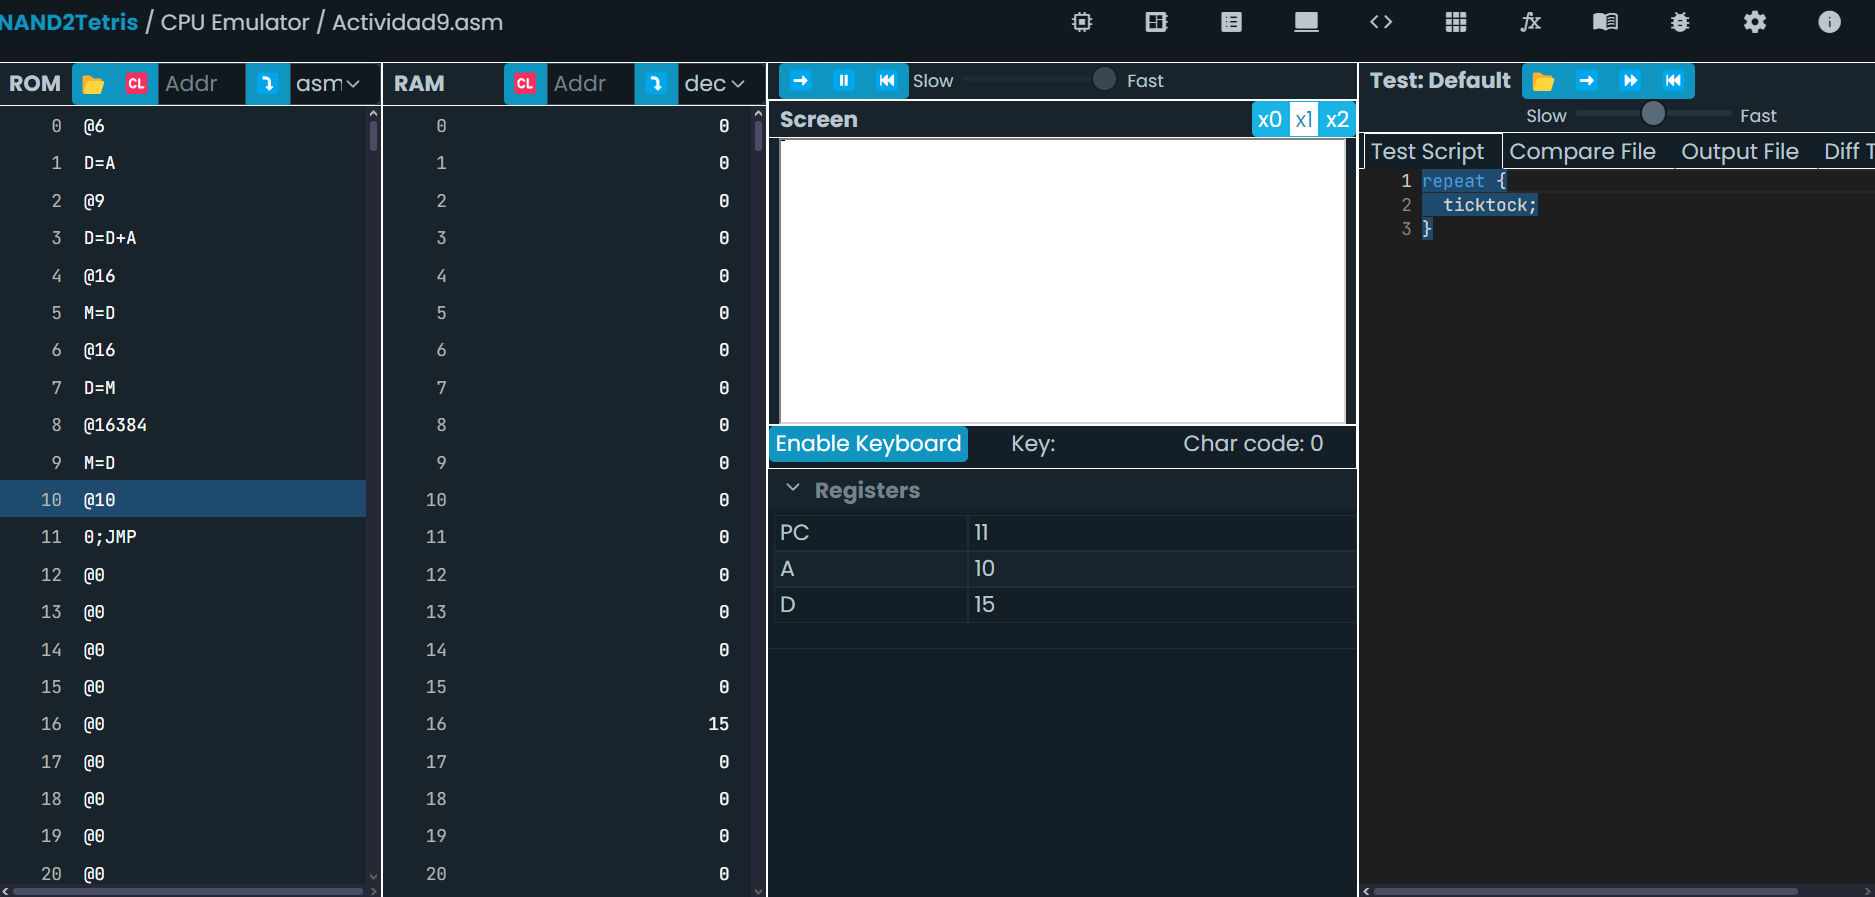 NAND2Tetris / CPU Emulator / Actividad9.asm
ROM CL Addr asm
0 @6
1 D=A
2 @9
3 D=D+A
4 @16
5 M=D
6 @16
7 D=M
8 @16384
9 M=D
10 @10
11 0;JMP
12 @0
13 @0
14 @0
15 @0
16 @0
17 @0
18 @0
19 @0
20 @0
RAM CL Addr dec
0 0
1 0
2 0
3 0
4 0
5 0
6 0
7 0
8 0
9 0
10 0
11 0
12 0
13 0
14 0
15 0
16 15
17 0
18 0
19 0
20 0
Slow Fast
Screen x0 x1 x2
Enable Keyboard Key: Char code: 0
Registers
PC 11
A 10
D 15
Test: Default
Slow Fast
Test Script Compare File Output File Diff T
1 repeat {
2 ticktock;
3 }